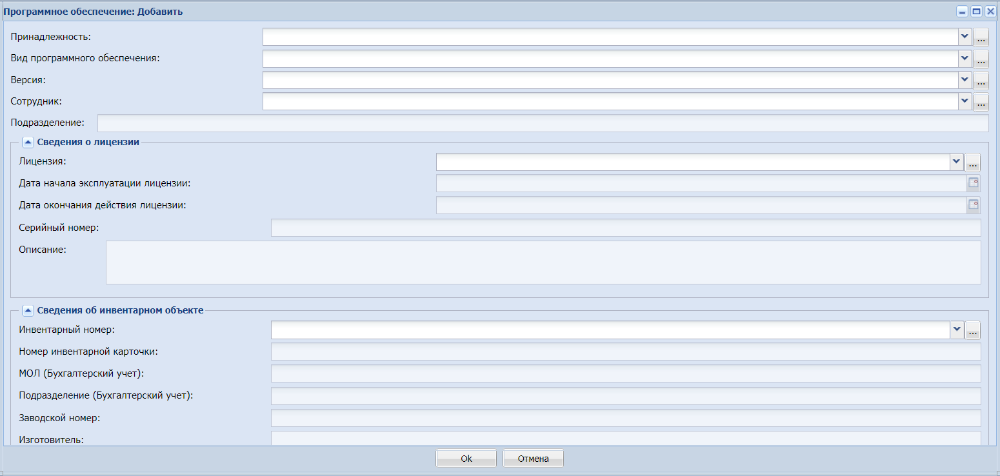 Программное обеспечение: Добавить
Принадлежность:
...
Вид программного обеспечения:
...
Версия:
...
Сотрудник:
...
Подразделение:
Сведения о лицензии
Лицензия:
...
Дата начала эксплуатации лицензии:
Дата окончания действия лицензии:
Серийный номер:
Описание:
Сведения об инвентарном объекте
Инвентарный номер:
...
Номер инвентарной карточки:
МОЛ (Бухгалтерский учет):
Подразделение (Бухгалтерский учет):
Заводской номер:
Изготовитель:
Ok Отмена